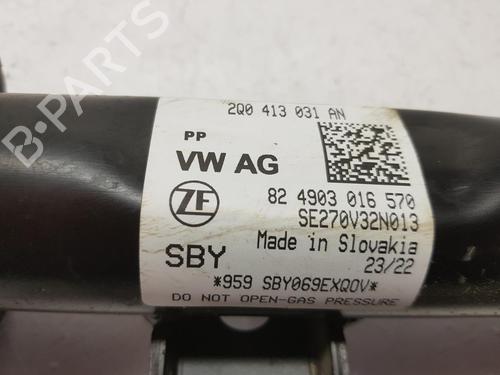 2Q0 413 031 AN
PP
VW AG
ZF
82 4903 016 570
SE270V32N013
SBY
Made in Slovakia
23/22
*959 SBY069EXQOV*
DO NOT OPEN-GAS PRESSURE
B-PARTS